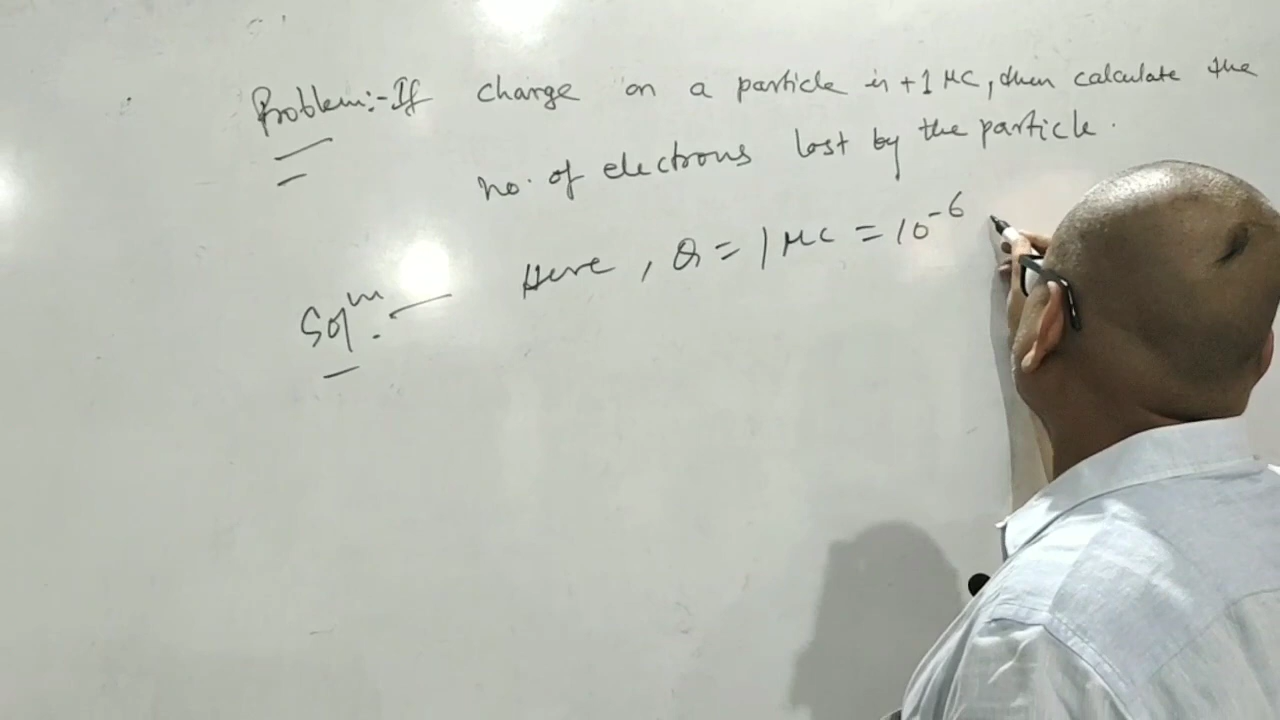 Problem:- If charge on a particle is +1 μC, then calculate the
no. of electrons lost by the particle.
Solⁿ.— Here, Q = 1 μC = 10⁻⁶